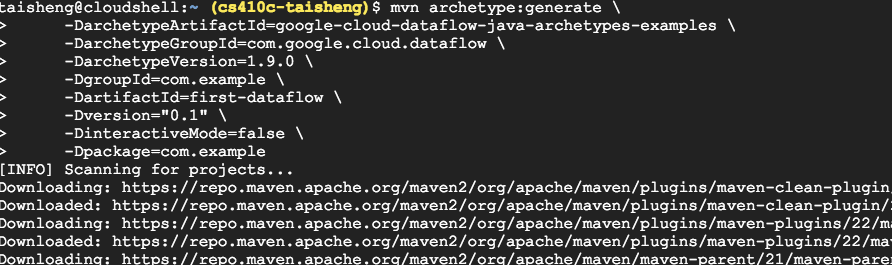 taisheng@cloudshell:~ (cs410c-taisheng)$ mvn archetype:generate \
> -DarchetypeArtifactId=google-cloud-dataflow-java-archetypes-examples \
> -DarchetypeGroupId=com.google.cloud.dataflow \
> -DarchetypeVersion=1.9.0 \
> -DgroupId=com.example \
> -DartifactId=first-dataflow \
> -Dversion="0.1" \
> -DinteractiveMode=false \
> -Dpackage=com.example
[INFO] Scanning for projects...
Downloading: https://repo.maven.apache.org/maven2/org/apache/maven/plugins/maven-clean-plugin
Downloaded: https://repo.maven.apache.org/maven2/org/apache/maven/plugins/maven-clean-plugin/
Downloading: https://repo.maven.apache.org/maven2/org/apache/maven/plugins/maven-plugins/22/ma
Downloaded: https://repo.maven.apache.org/maven2/org/apache/maven/plugins/maven-plugins/22/mav
Downloading: https://repo.maven.apache.org/maven2/org/apache/maven/maven-parent/21/maven-pare